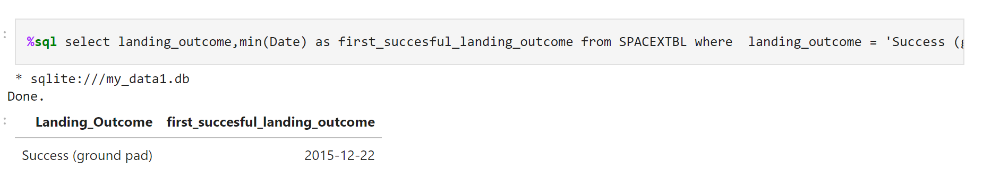 %sql select landing_outcome,min(Date) as first_succesful_landing_outcome from SPACEXTBL where  landing_outcome = 'Success (
* sqlite:///my_data1.db
Done.
Landing_Outcome first_succesful_landing_outcome
Success (ground pad) 2015-12-22